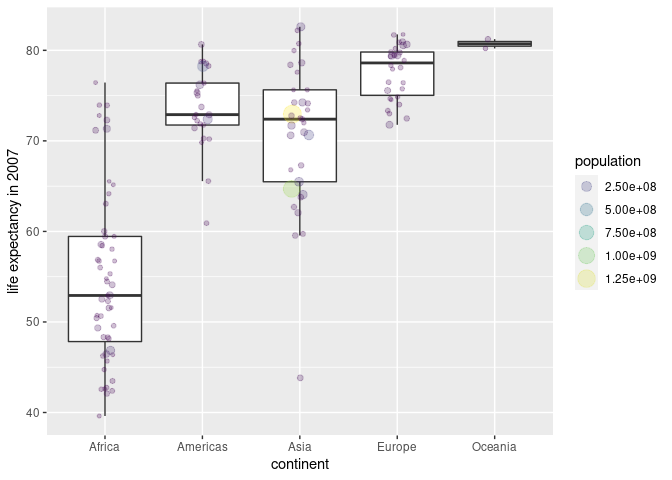 80
70
60
50
40
life expectancy in 2007
Africa
Americas
Asia
Europe
Oceania
continent
population
2.50e+08
5.00e+08
7.50e+08
1.00e+09
1.25e+09